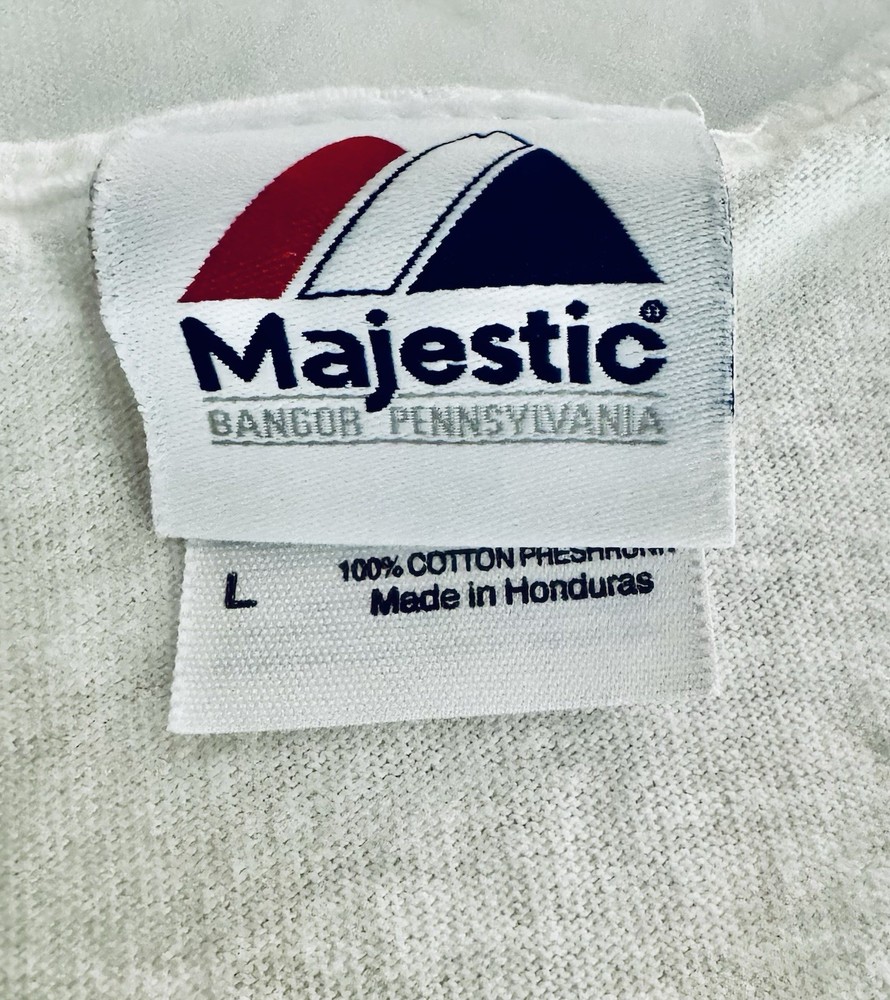 Majestic®
BANGOR PENNSYLVANIA
100% COTTON PRESHRUNK
L
Made in Honduras